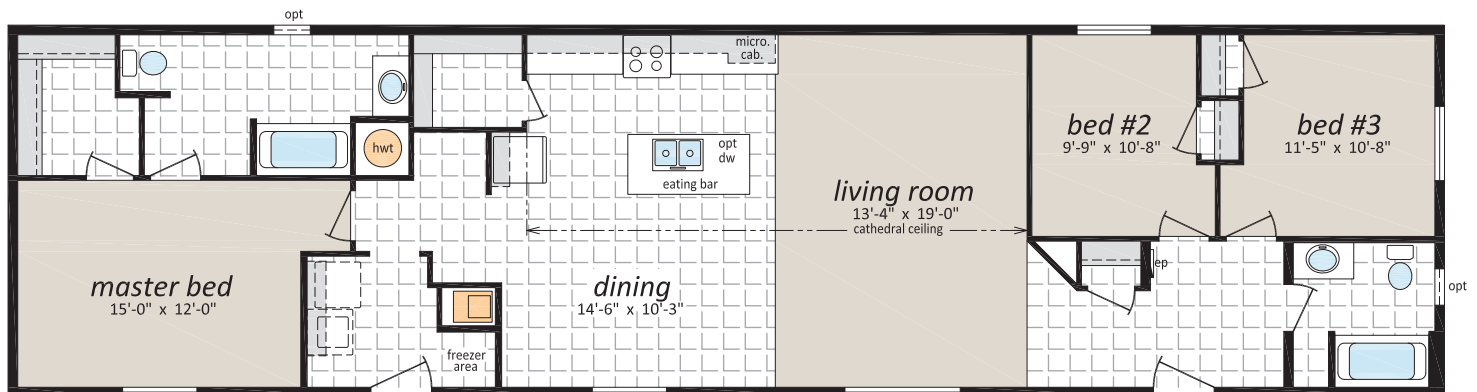 opt
micro.
cab.
hwt
opt
dw
eating bar
bed #2
9'-9" x 10'-8"
bed #3
11'-5" x 10'-8"
living room
13'-4" x 19'-0"
cathedral ceiling
master bed
15'-0" x 12'-0"
dining
14'-6" x 10'-3"
freezer
area
ep
opt